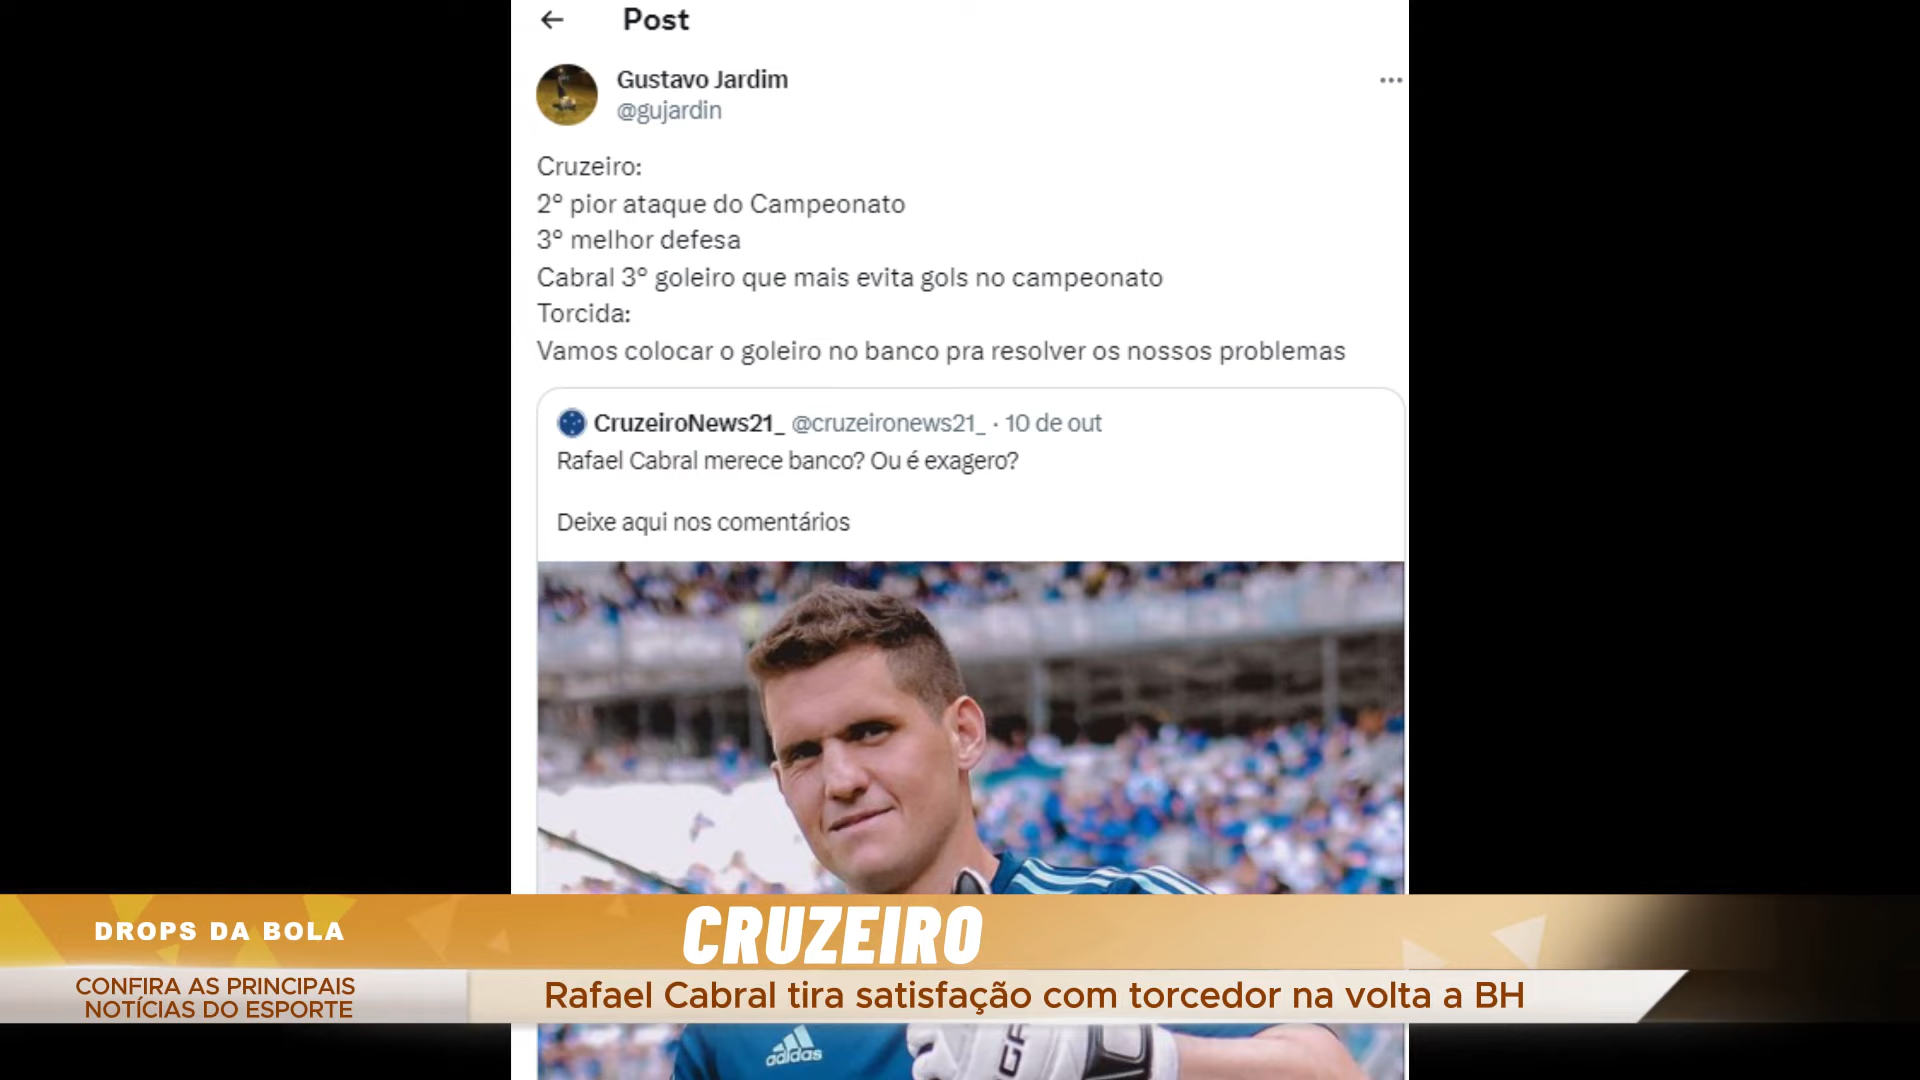 Post
Gustavo Jardim
@gujardin
Cruzeiro:
2º pior ataque do Campeonato
3º melhor defesa
Cabral 3º goleiro que mais evita gols no campeonato
Torcida:
Vamos colocar o goleiro no banco pra resolver os nossos problemas
CruzeiroNews21_ @cruzeironews21_ · 10 de out
Rafael Cabral merece banco? Ou é exagero?
Deixe aqui nos comentários
DROPS DA BOLA
CRUZEIRO
CONFIRA AS PRINCIPAIS
NOTÍCIAS DO ESPORTE
Rafael Cabral tira satisfação com torcedor na volta a BH
adidas